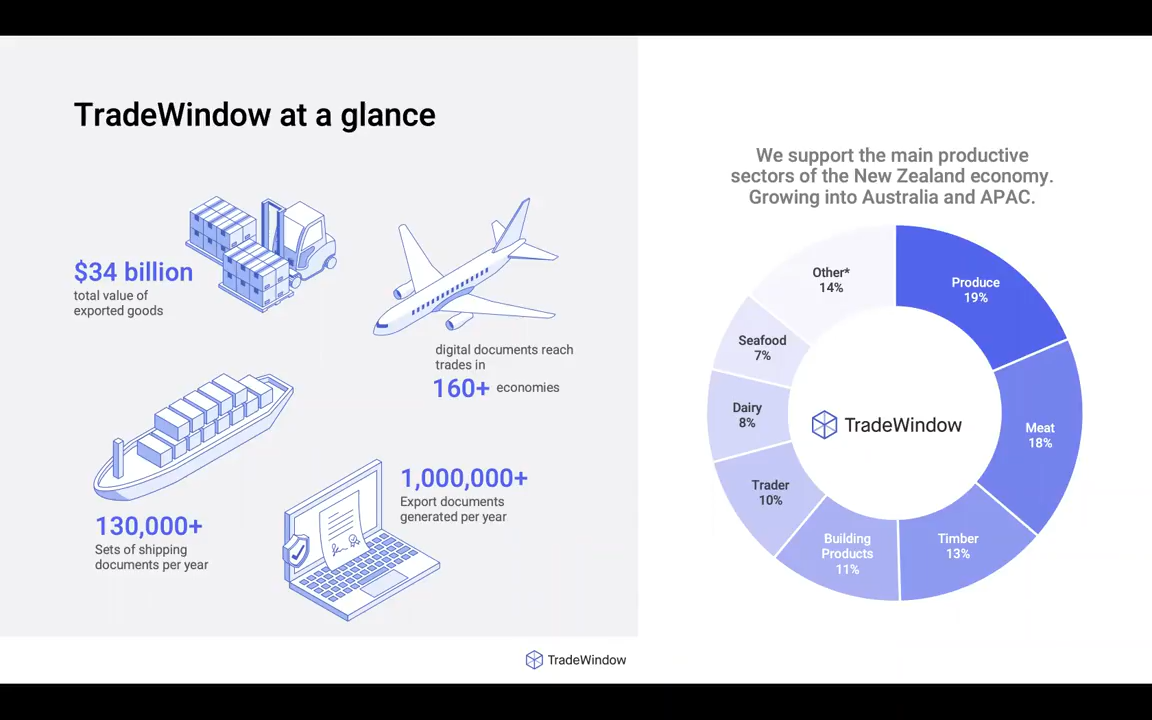 TradeWindow at a glance
$34 billion
total value of
exported goods
digital documents reach
trades in
160+ economies
130,000+
Sets of shipping
documents per year
1,000,000+
Export documents
generated per year
We support the main productive
sectors of the New Zealand economy.
Growing into Australia and APAC.
Produce
19%
Meat
18%
Timber
13%
Building
Products
11%
Trader
10%
Dairy
8%
Seafood
7%
Other*
14%
TradeWindow
TradeWindow